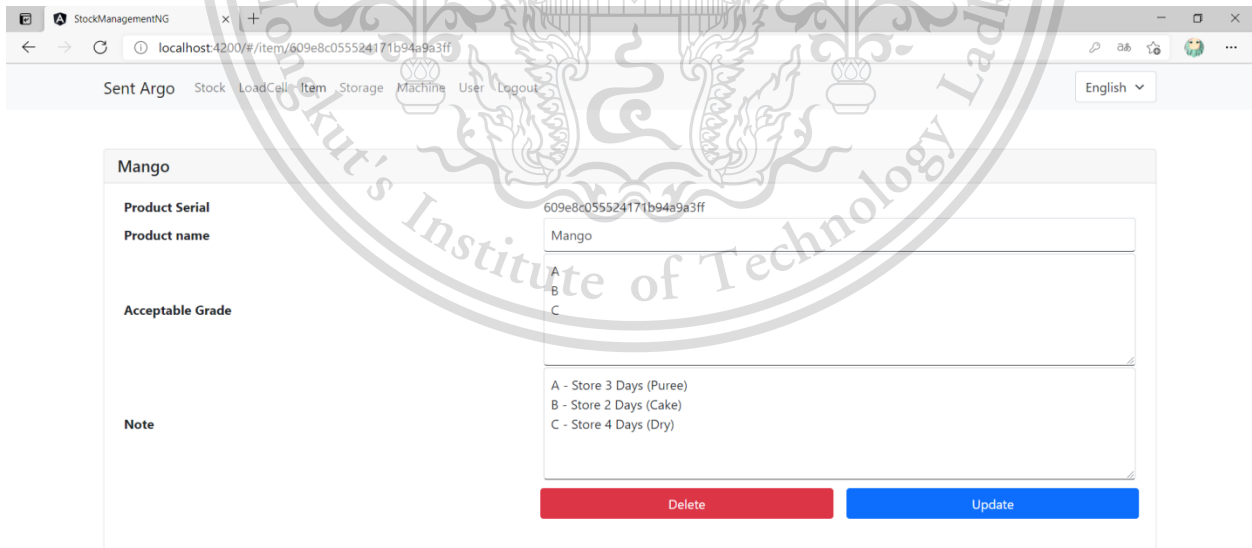 StockManagementNG
localhost:4200/#/item/609e8c055524171b94a9a3ff
Sent Argo Stock LoadCell Item Storage Machine User Logout English
Mango
Product Serial 609e8c055524171b94a9a3ff
Product name Mango
Acceptable Grade
A
B
C
Note
A - Store 3 Days (Puree)
B - Store 2 Days (Cake)
C - Store 4 Days (Dry)
Delete Update
ongkut's Institute of Technology Lad